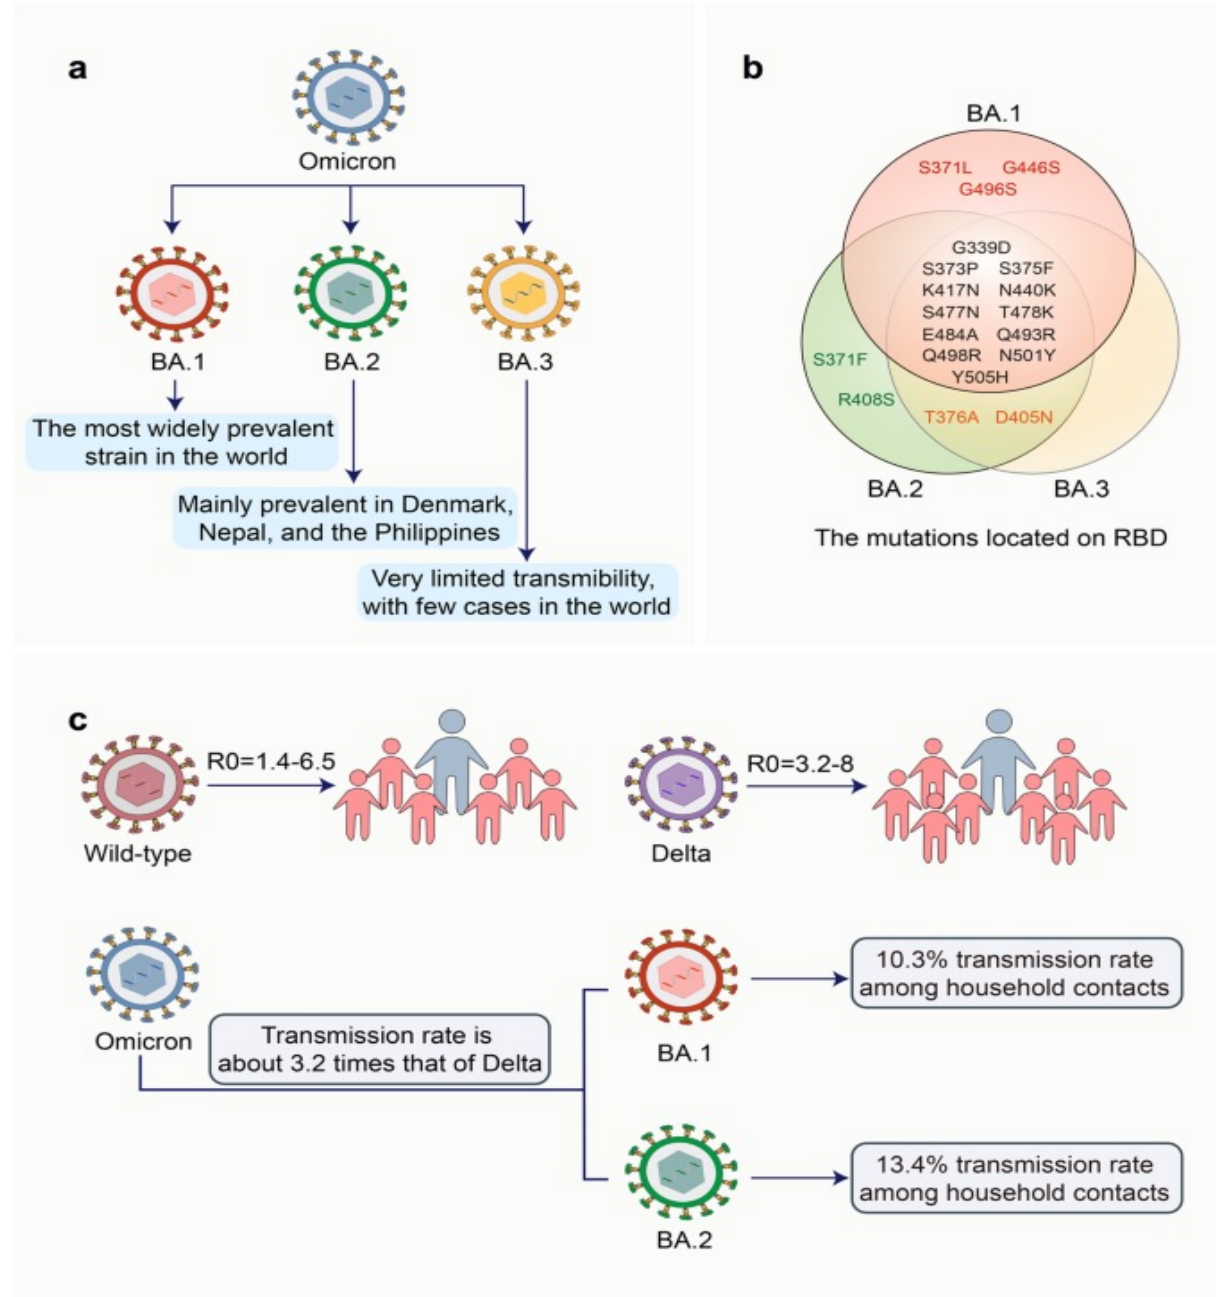 a
Omicron
BA.1
BA.2
BA.3
The most widely prevalent
strain in the world
Mainly prevalent in Denmark,
Nepal, and the Philippines
Very limited transmibility,
with few cases in the world
b
BA.1
S371L G446S
G496S
G339D
S373P S375F
K417N N440K
S477N T478K
E484A Q493R
Q498R N501Y
Y505H
S371F
R408S
T376A D405N
BA.2
BA.3
The mutations located on RBD
c
R0=1.4-6.5
Wild-type
R0=3.2-8
Delta
Omicron
Transmission rate is
about 3.2 times that of Delta
BA.1
10.3% transmission rate
among household contacts
BA.2
13.4% transmission rate
among household contacts